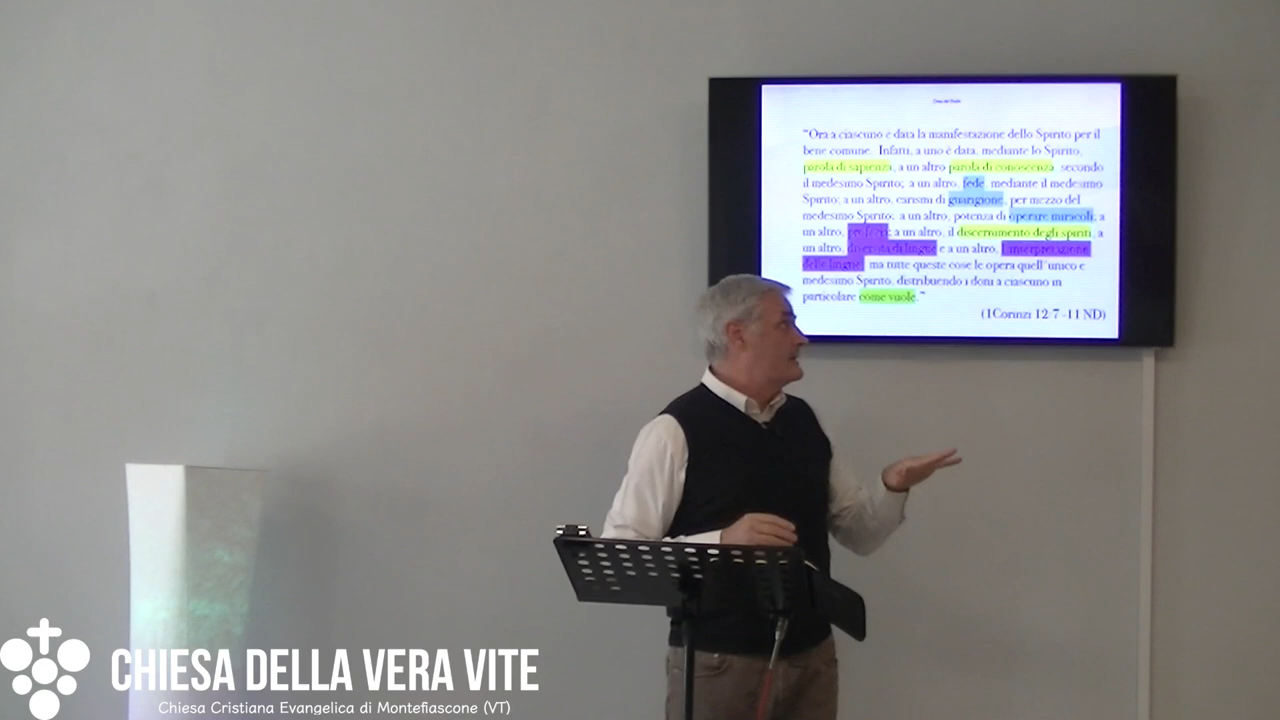 "Ora a ciascuno è data la manifestazione dello Spirito per il
bene comune. Infatti, a uno è data, mediante lo Spirito,
parola di sapienza, a un altro parola di conoscenza, secondo
il medesimo Spirito; a un altro, fede, mediante il medesimo
Spirito; a un altro, carismi di guarigione, per mezzo del
medesimo Spirito; a un altro, potenza di operare miracoli; a
un altro, profezia; a un altro, il discernimento degli spiriti, a
un altro, diversità di lingue e a un altro, l'interpretazione
delle lingue; ma tutte queste cose le opera quell'unico e
medesimo Spirito, distribuendo i doni a ciascuno in
particolare come vuole."
(1Corinzi 12:7-11 ND)
CHIESA DELLA VERA VITE
Chiesa Cristiana Evangelica di Montefiascone (VT)